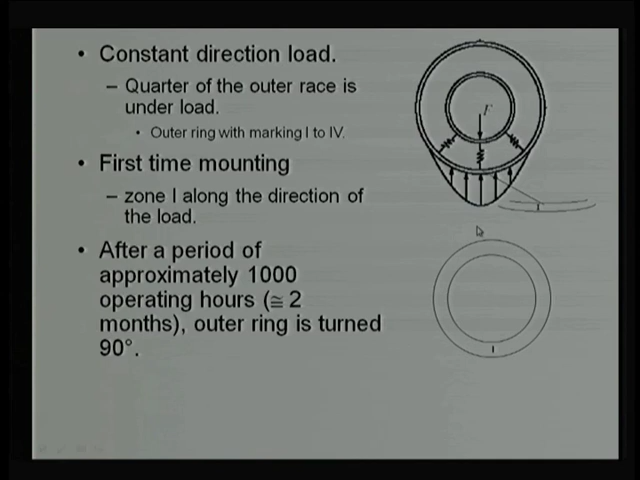 • Constant direction load.
– Quarter of the outer race is
under load.
• Outer ring with marking I to IV.
• First time mounting
– zone I along the direction of
the load.
• After a period of
approximately 1000
operating hours (≅ 2
months), outer ring is turned
90°.
F
I
I